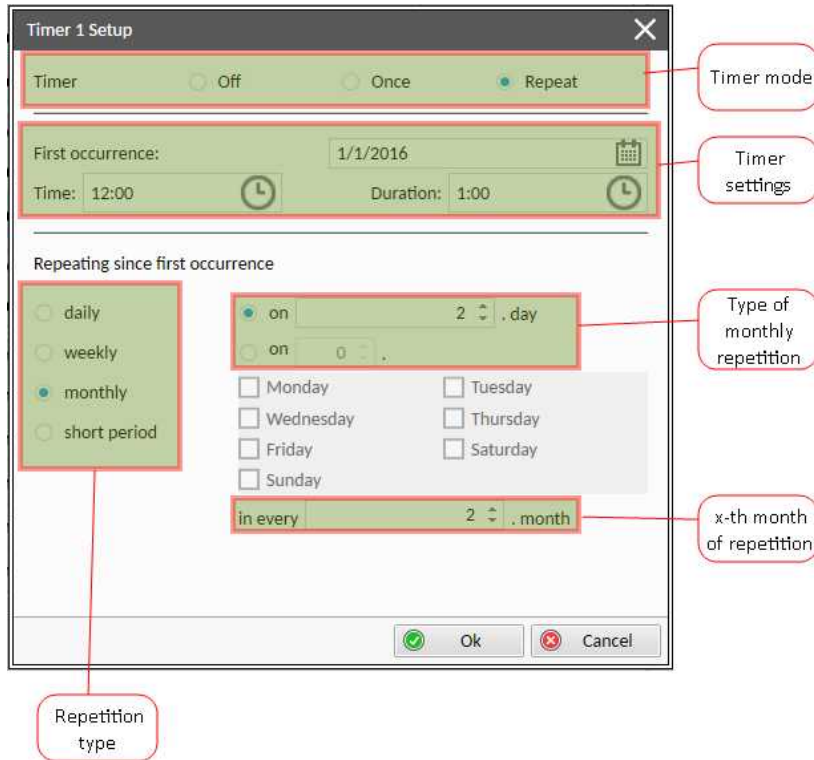 Timer 1 Setup
Timer Off Once Repeat
Timer mode
First occurrence: 1/1/2016
Time: 12:00 Duration: 1:00
Timer
settings
Repeating since first occurrence
daily
weekly
monthly
short period
on 2 . day
on 0 .
Type of
monthly
repetition
Monday Tuesday
Wednesday Thursday
Friday Saturday
Sunday
in every 2 . month
x-th month
of repetition
Ok Cancel
Repetition
type